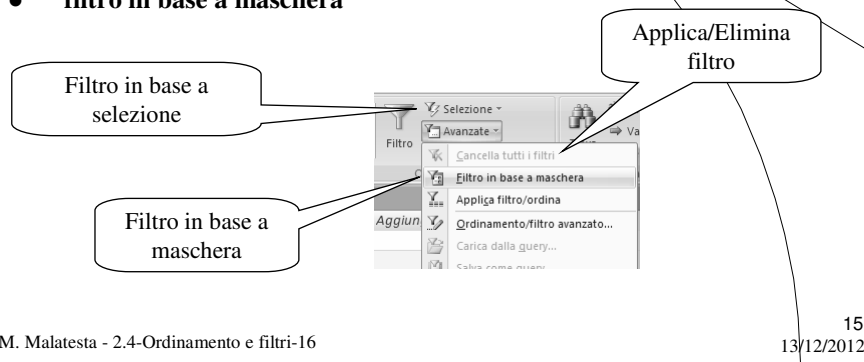 • filtro in base a maschera
Applica/Elimina
filtro
Filtro in base a
selezione
Selezione
Avanzate
Filtro
Va
Cancella tutti i filtri
Filtro in base a maschera
Applica filtro/ordina
Aggiun
Ordinamento/filtro avanzato...
Carica dalla query...
Salva come query
Filtro in base a
maschera
15
M. Malatesta - 2.4-Ordinamento e filtri-16
13/12/2012